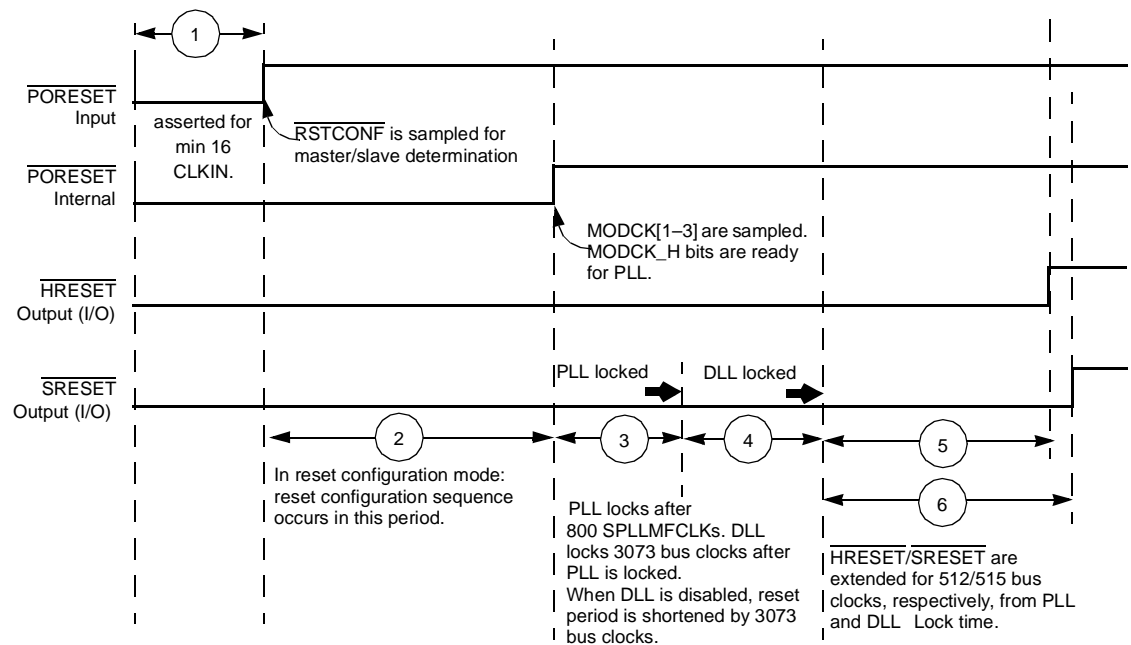 1
PORESET
Input
asserted for
min 16
CLKIN.
RSTCONF is sampled for
master/slave determination
PORESET
Internal
MODCK[1–3] are sampled.
MODCK_H bits are ready
for PLL.
HRESET
Output (I/O)
PLL locked
DLL locked
SRESET
Output (I/O)
2
3
4
5
In reset configuration mode:
reset configuration sequence
occurs in this period.
6
PLL locks after
800 SPLLMFCLKs. DLL
locks 3073 bus clocks after
PLL is locked.
When DLL is disabled, reset
period is shortened by 3073
bus clocks.
HRESET/SRESET are
extended for 512/515 bus
clocks, respectively, from PLL
and DLL Lock time.